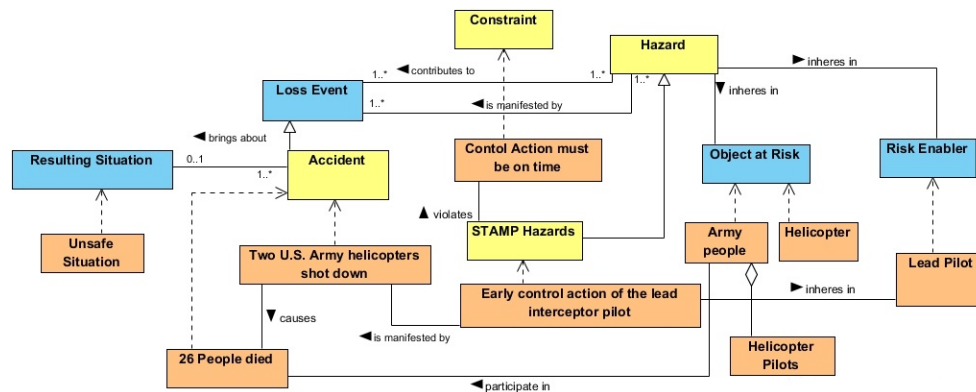 Constraint
Hazard
contributes to
1..*
1..*
1..*
inheres in
inheres in
Loss Event
1..*
is manifested by
brings about
Resulting Situation
0..1
1..*
Accident
Contol Action must
be on time
Object at Risk
Risk Enabler
violates
STAMP Hazards
Unsafe
Situation
Two U.S. Army helicopters
shot down
Army
people
Helicopter
Lead Pilot
Early control action of the lead
interceptor pilot
inheres in
causes
is manifested by
26 People died
Helicopter
Pilots
participate in